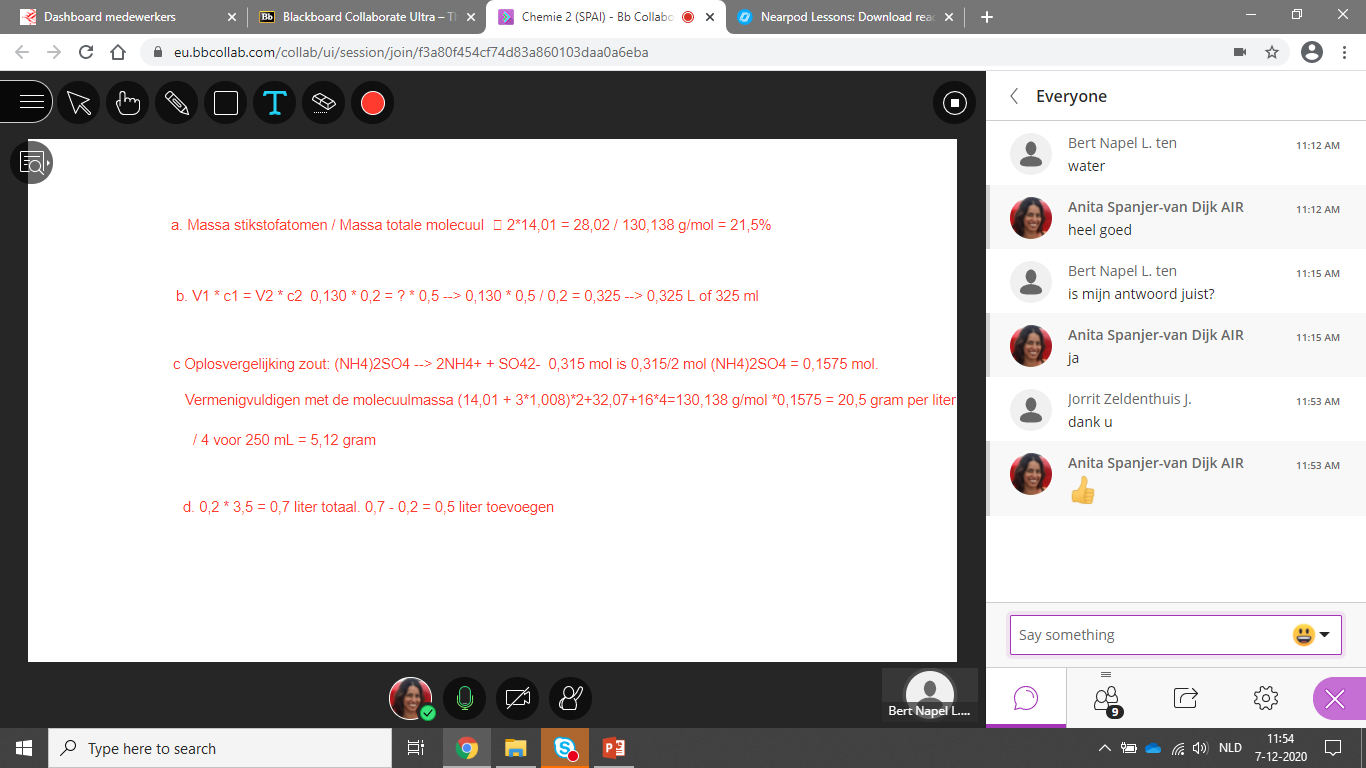 Dashboard medewerkers
Blackboard Collaborate Ultra – Th
Chemie 2 (SPAI) - Bb Collabo
Nearpod Lessons: Download read
eu.bbcollab.com/collab/ui/session/join/f3a80f454cf74d83a860103daa0a6eba
a. Massa stikstofatomen / Massa totale molecuul 2*14,01 = 28,02 / 130,138 g/mol = 21,5%
b. V1 * c1 = V2 * c2 0,130 * 0,2 = ? * 0,5 --> 0,130 * 0,5 / 0,2 = 0,325 --> 0,325 L of 325 ml
c Oplosvergelijking zout: (NH4)2SO4 --> 2NH4+ + SO42- 0,315 mol is 0,315/2 mol (NH4)2SO4 = 0,1575 mol.
Vermenigvuldigen met de molecuulmassa (14,01 + 3*1,008)*2+32,07+16*4=130,138 g/mol *0,1575 = 20,5 gram per liter
/ 4 voor 250 mL = 5,12 gram
d. 0,2 * 3,5 = 0,7 liter totaal. 0,7 - 0,2 = 0,5 liter toevoegen
Bert Napel L....
Everyone
Bert Napel L. ten 11:12 AM
water
Anita Spanjer-van Dijk AIR 11:12 AM
heel goed
Bert Napel L. ten 11:15 AM
is mijn antwoord juist?
Anita Spanjer-van Dijk AIR 11:15 AM
ja
Jorrit Zeldenthuis J. 11:53 AM
dank u
Anita Spanjer-van Dijk AIR 11:53 AM
Say something
9
Type here to search
NLD
11:54
7-12-2020